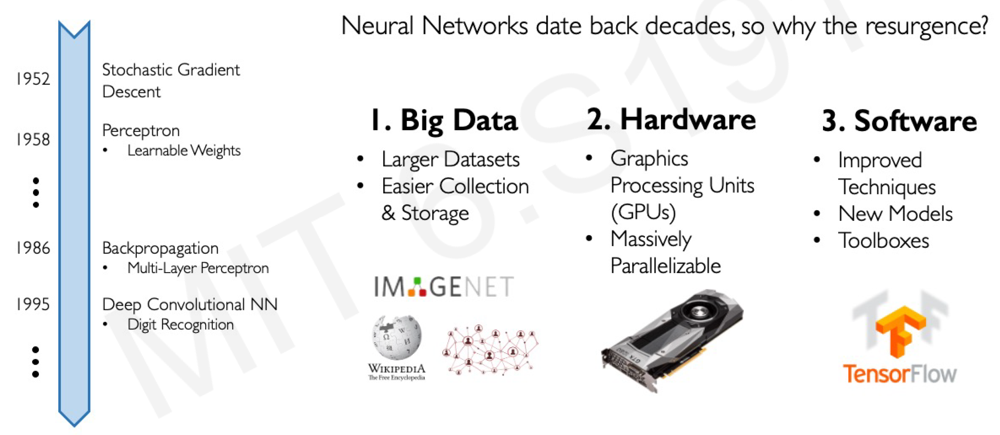 Neural Networks date back decades, so why the resurgence?
1952
Stochastic Gradient
Descent
1958
Perceptron
• Learnable Weights
1986
Backpropagation
• Multi-Layer Perceptron
1995
Deep Convolutional NN
• Digit Recognition
1. Big Data
• Larger Datasets
• Easier Collection
& Storage
IMAGENET
WIKIPEDIA
The Free Encyclopedia
2. Hardware
• Graphics
Processing Units
(GPUs)
• Massively
Parallelizable
GTX 1080
3. Software
• Improved
Techniques
• New Models
• Toolboxes
TF
TensorFlow
MIT 6.S191